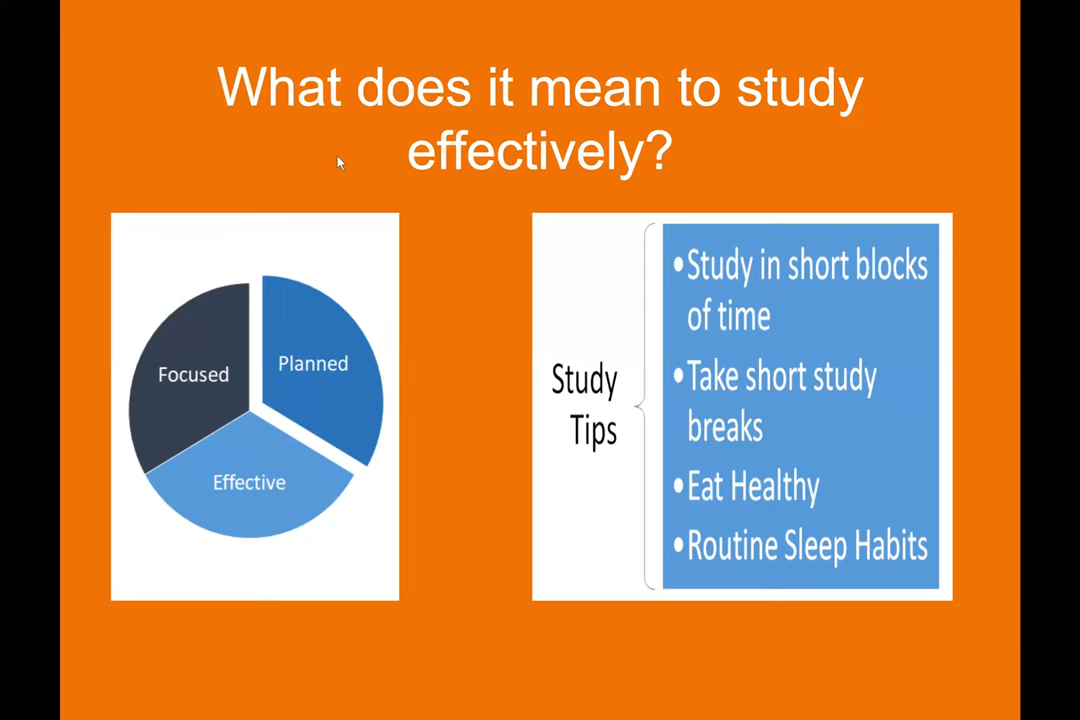 What does it mean to study
effectively?
Focused
Planned
Effective
Study
Tips
•Study in short blocks
of time
•Take short study
breaks
•Eat Healthy
•Routine Sleep Habits